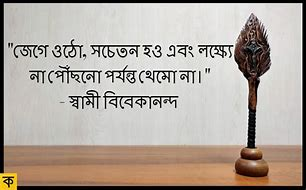 "জেগে ওঠো, সচেতন হও এবং লক্ষ্যে
না পৌঁছনো পর্যন্ত থেমো না।"
- স্বামী বিবেকানন্দ
ক